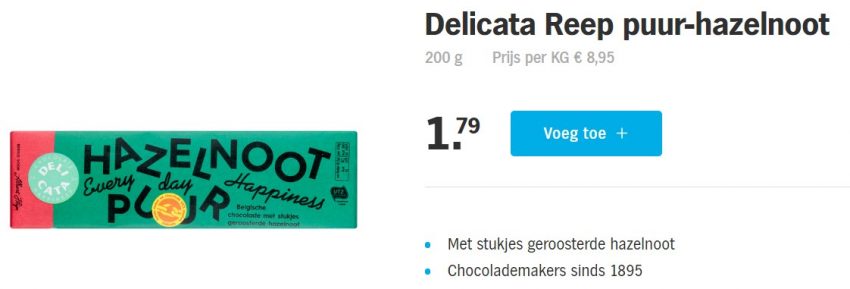 Delicata Reep puur-hazelnoot
200 g Prijs per KG € 8,95
1.79
Voeg toe +
HAZELNOOT
Every day Happiness
PUUR
DELI
CATA
Belgische
chocolade met stukjes
geroosterde hazelnoot
Met stukjes geroosterde hazelnoot
Chocolademakers sinds 1895